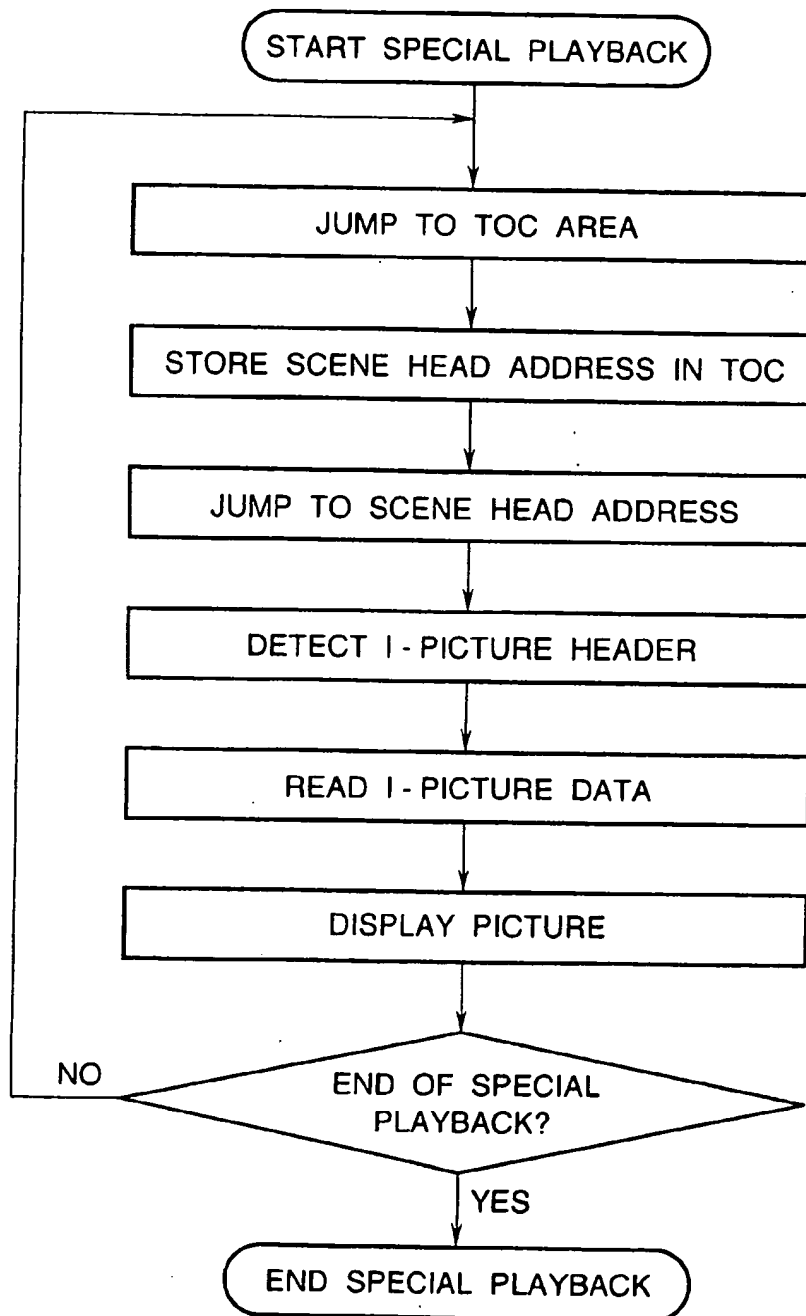 START SPECIAL PLAYBACK
JUMP TO TOC AREA
STORE SCENE HEAD ADDRESS IN TOC
JUMP TO SCENE HEAD ADDRESS
DETECT I - PICTURE HEADER
READ I - PICTURE DATA
DISPLAY PICTURE
NO
END OF SPECIAL
PLAYBACK?
YES
END SPECIAL PLAYBACK